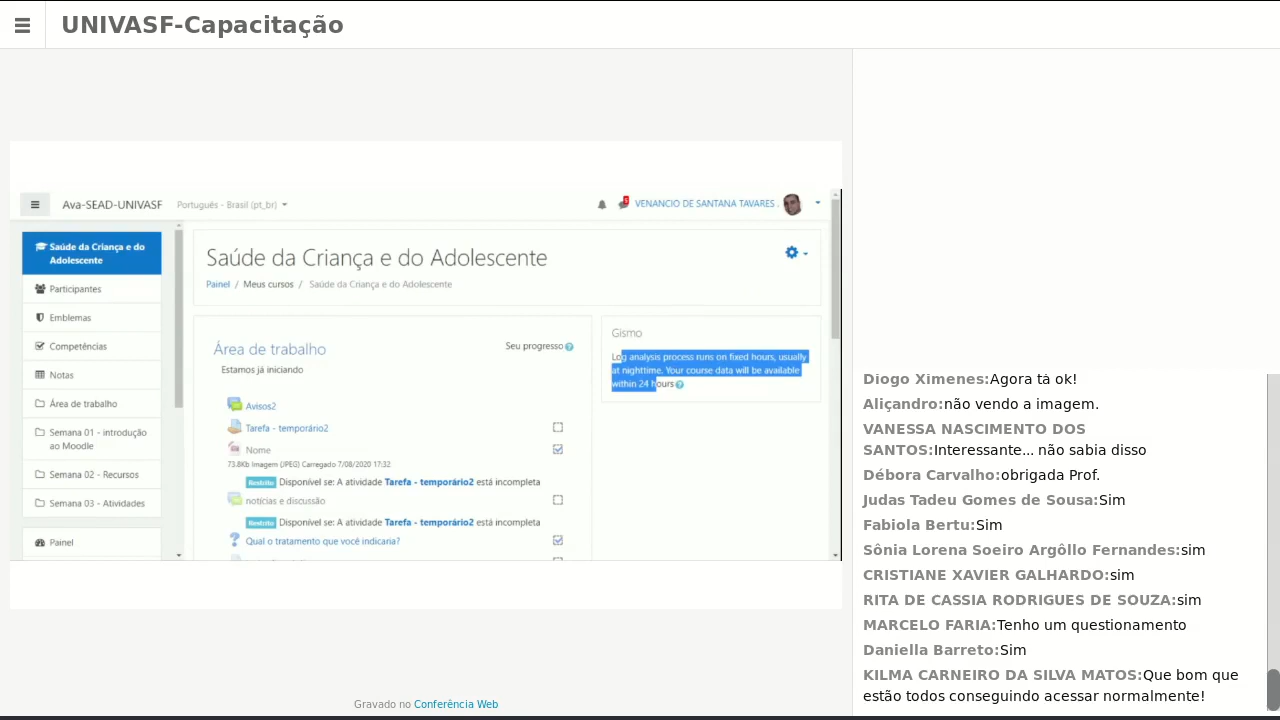 UNIVASF-Capacitação
Ava-SEAD-UNIVASF
Português - Brasil (pt_br)
VENANCIO DE SANTANA TAVARES .
Saúde da Criança e do
Adolescente
Participantes
Emblemas
Competências
Notas
Área de trabalho
Semana 01 - introdução
ao Moodle
Semana 02 - Recursos
Semana 03 - Atividades
Painel
Saúde da Criança e do Adolescente
Painel / Meus cursos / Saúde da Criança e do Adolescente
Área de trabalho
Seu progresso
Estamos já iniciando
Avisos2
Tarefa - temporário2
Nome
73.8Kb Imagem (JPEG) Carregado 7/08/2020 17:32
Restrito Disponível se: A atividade Tarefa - temporário2 está incompleta
notícias e discussão
Restrito Disponível se: A atividade Tarefa - temporário2 está incompleta
Qual o tratamento que você indicaria?
Gismo
Log analysis process runs on fixed hours, usually
at nighttime. Your course data will be available
within 24 hours
Gravado no Conferência Web
Diogo Ximenes:Agora tá ok!
Aliçandro:não vendo a imagem.
VANESSA NASCIMENTO DOS
SANTOS:Interessante... não sabia disso
Débora Carvalho:obrigada Prof.
Judas Tadeu Gomes de Sousa:Sim
Fabiola Bertu:Sim
Sônia Lorena Soeiro Argôllo Fernandes:sim
CRISTIANE XAVIER GALHARDO:sim
RITA DE CASSIA RODRIGUES DE SOUZA:sim
MARCELO FARIA:Tenho um questionamento
Daniella Barreto:Sim
KILMA CARNEIRO DA SILVA MATOS:Que bom que
estão todos conseguindo acessar normalmente!